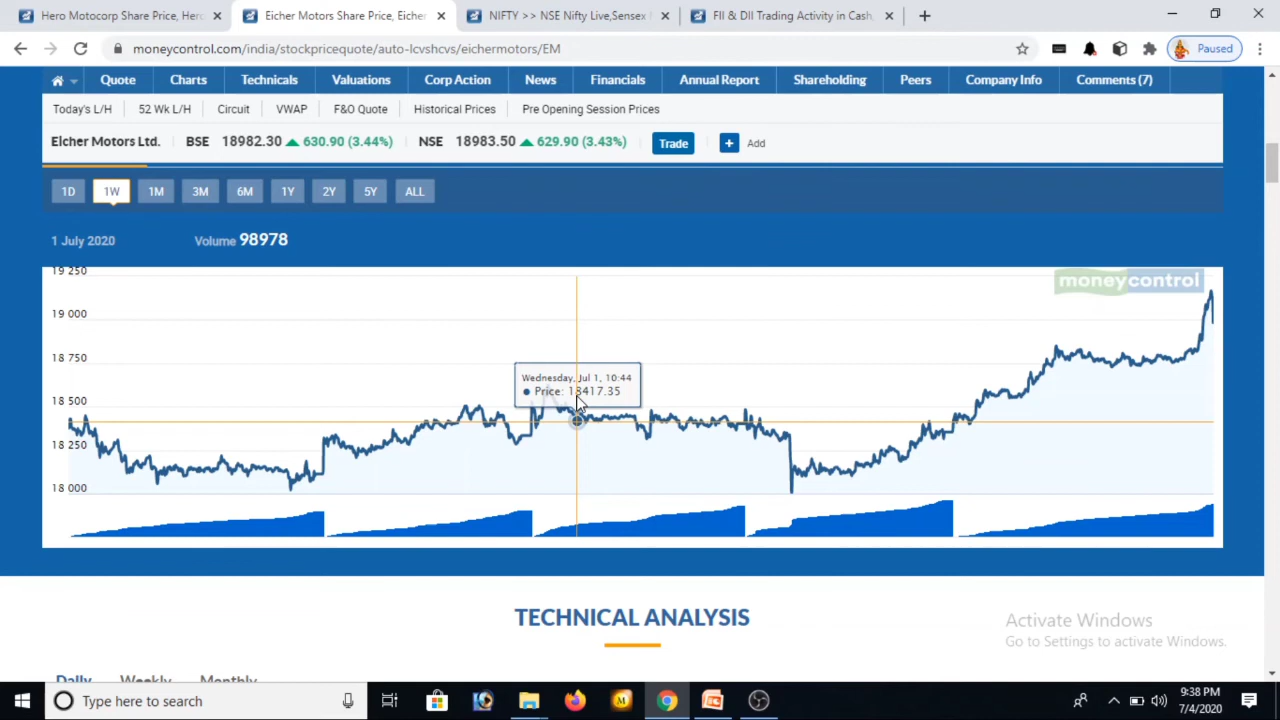 Hero Motocorp Share Price, Hero
Eicher Motors Share Price, Eicher
NIFTY >> NSE Nifty Live,Sensex
FII & DII Trading Activity in Cash,
moneycontrol.com/india/stockpricequote/auto-lcvshcvs/eichermotors/EM
Paused
Quote Charts Technicals Valuations Corp Action News Financials Annual Report Shareholding Peers Company Info Comments (7)
Today's L/H 52 Wk L/H Circuit VWAP F&O Quote Historical Prices Pre Opening Session Prices
Eicher Motors Ltd. BSE 18982.30 630.90 (3.44%) NSE 18983.50 629.90 (3.43%) Trade + Add
1D 1W 1M 3M 6M 1Y 2Y 5Y ALL
1 July 2020 Volume 98978
19 250
moneycontrol
19 000
18 750
Wednesday, Jul 1, 10:44
Price: 18417.35
18 500
18 250
18 000
TECHNICAL ANALYSIS
Activate Windows
Go to Settings to activate Windows.
Daily Weekly Monthly
Type here to search
9:38 PM
7/4/2020